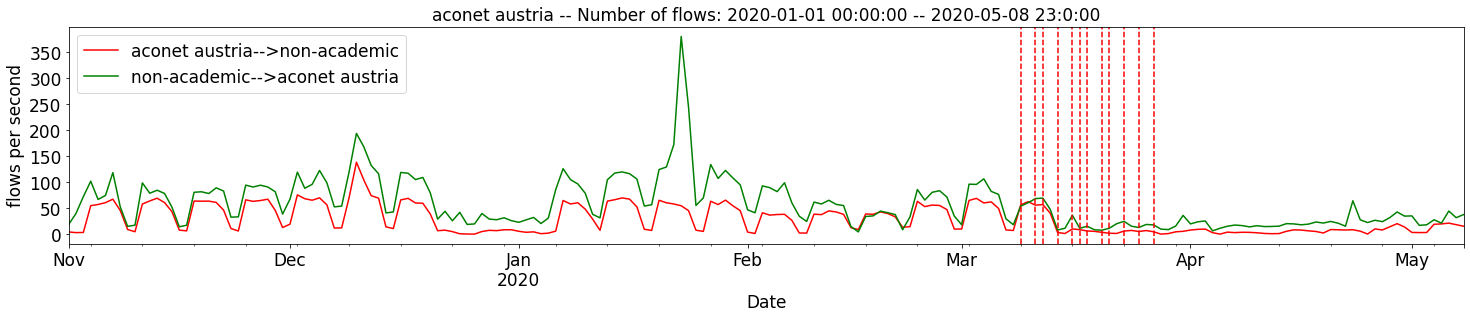 aconet austria -- Number of flows: 2020-01-01 00:00:00 -- 2020-05-08 23:0:00
flows per second
350
300
250
200
150
100
50
0
aconet austria-->non-academic
non-academic-->aconet austria
Nov Dec Jan Feb Mar Apr May
2020
Date